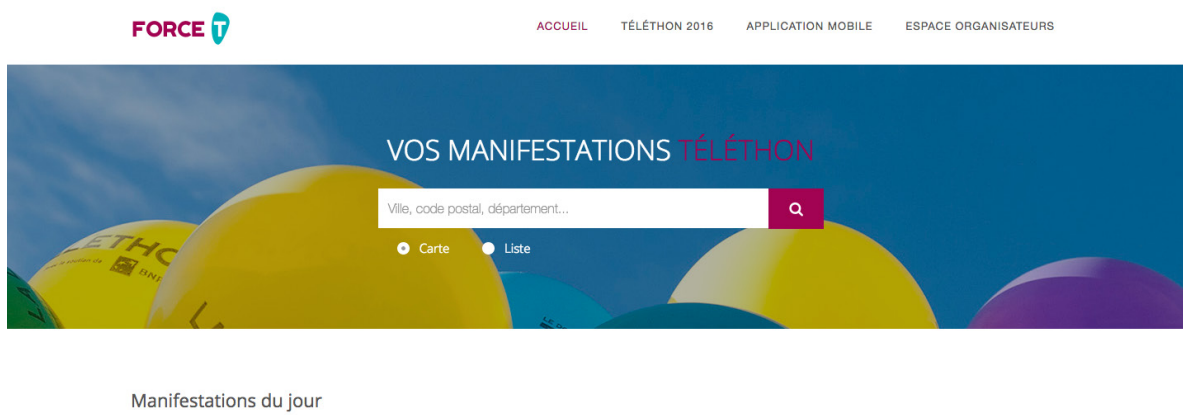 FORCE T
ACCUEIL TÉLÉTHON 2016 APPLICATION MOBILE ESPACE ORGANISATEURS
VOS MANIFESTATIONS TÉLÉTHON
Ville, code postal, département...
Carte Liste
Manifestations du jour